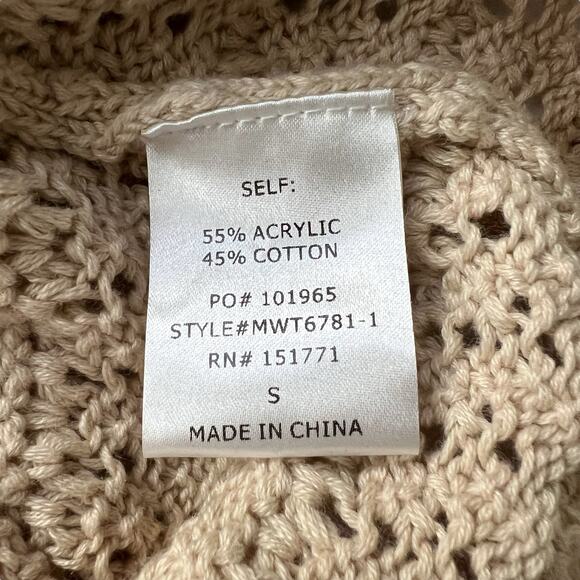 SELF:
55% ACRYLIC
45% COTTON
PO# 101965
STYLE#MWT6781-1
RN# 151771
S
MADE IN CHINA